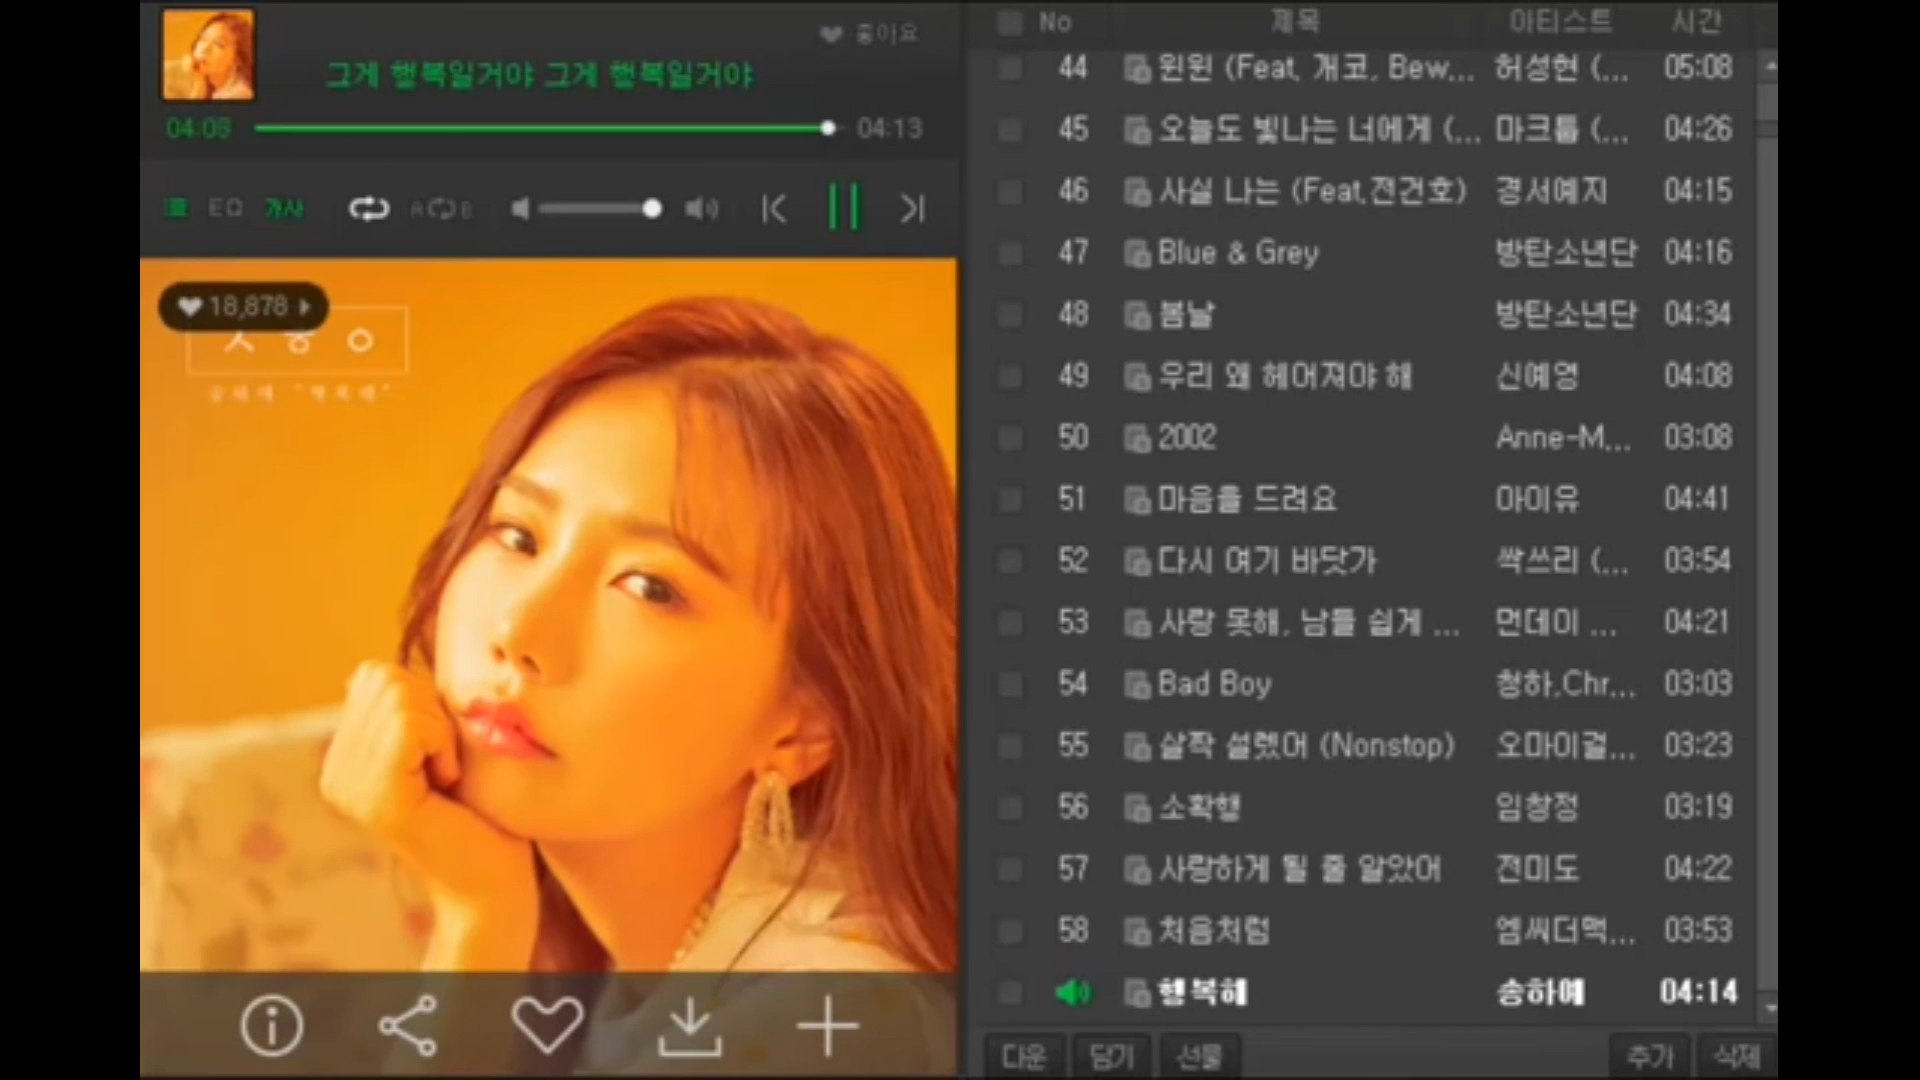 좋아요
그게 행복일거야 그게 행복일거야
04:08 04:13
EQ 가사 A B
18,878
ㅅㅎㅇ
송하예 "행복해"
No 제목 아티스트 시간
44 윈윈 (Feat. 개코, Bew... 허성현 (... 05:08
45 오늘도 빛나는 너에게 (... 마크툽 (... 04:26
46 사실 나는 (Feat.전건호) 경서예지 04:15
47 Blue & Grey 방탄소년단 04:16
48 봄날 방탄소년단 04:34
49 우리 왜 헤어져야 해 신예영 04:08
50 2002 Anne-M... 03:08
51 마음을 드려요 아이유 04:41
52 다시 여기 바닷가 싹쓰리 (... 03:54
53 사랑 못해, 남들 쉽게 ... 먼데이 ... 04:21
54 Bad Boy 청하,Chr... 03:03
55 살짝 설렜어 (Nonstop) 오마이걸... 03:23
56 소확행 임창정 03:19
57 사랑하게 될 줄 알았어 전미도 04:22
58 처음처럼 엠씨더맥... 03:53
행복해 송하예 04:14
다운 담기 선물 추가 삭제